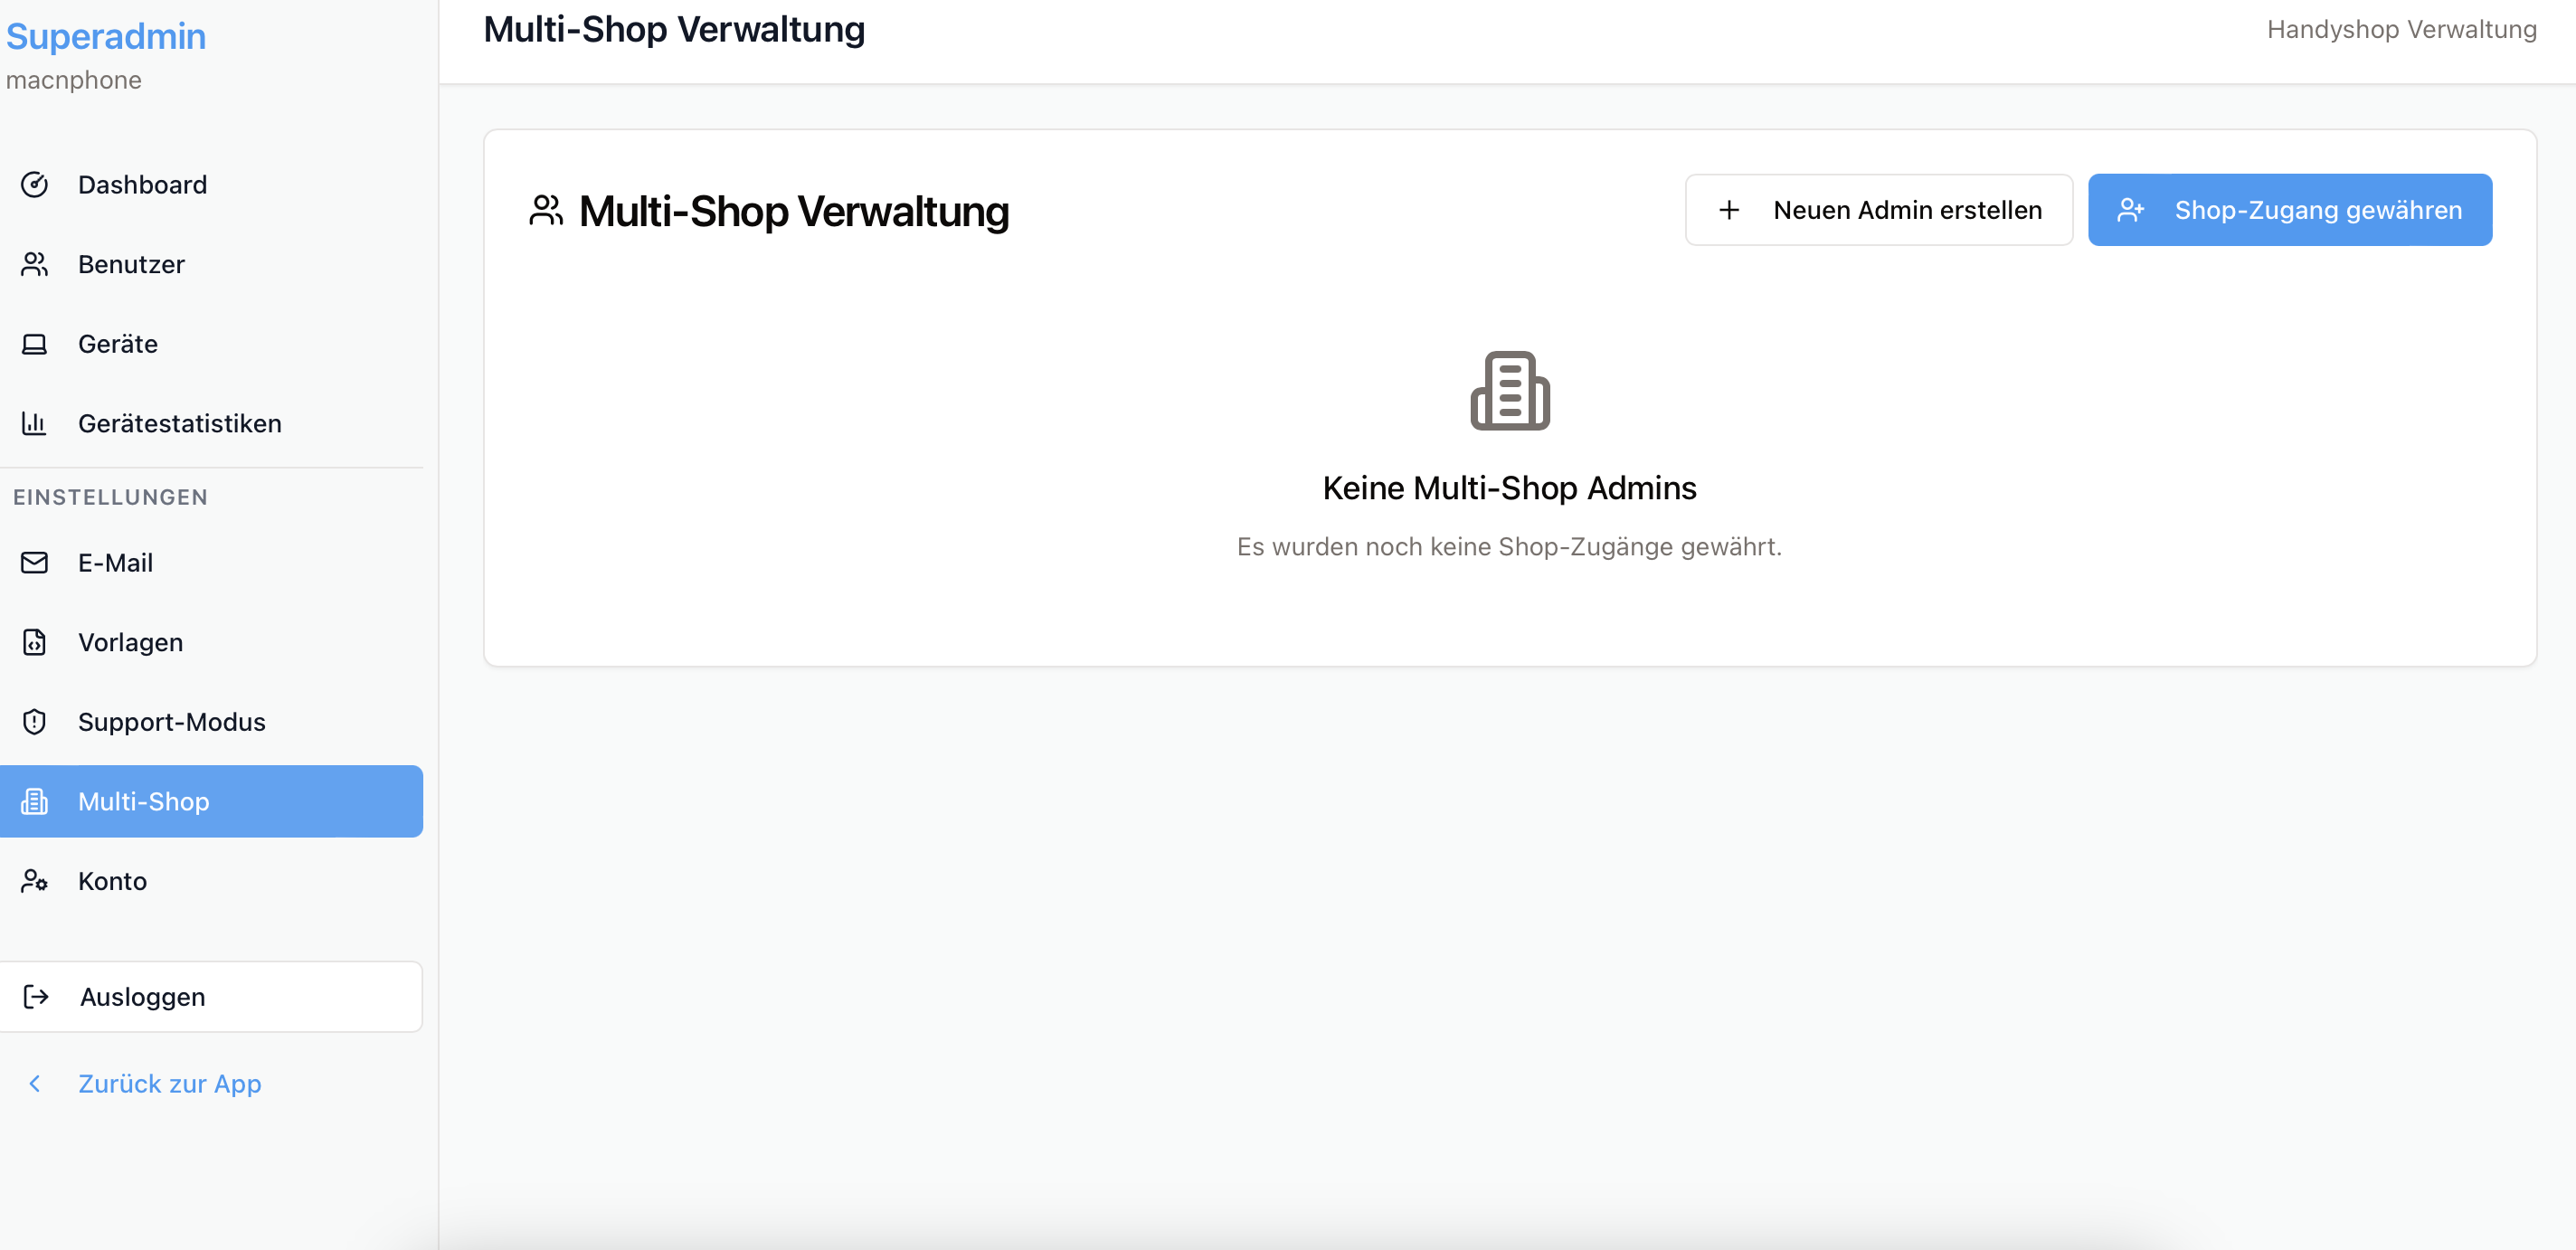 Superadmin
macnphone
Dashboard
Benutzer
Geräte
Gerätestatistiken
EINSTELLUNGEN
E-Mail
Vorlagen
Support-Modus
Multi-Shop
Konto
Ausloggen
Zurück zur App
Multi-Shop Verwaltung
Handyshop Verwaltung
Multi-Shop Verwaltung
Neuen Admin erstellen
Shop-Zugang gewähren
Keine Multi-Shop Admins
Es wurden noch keine Shop-Zugänge gewährt.